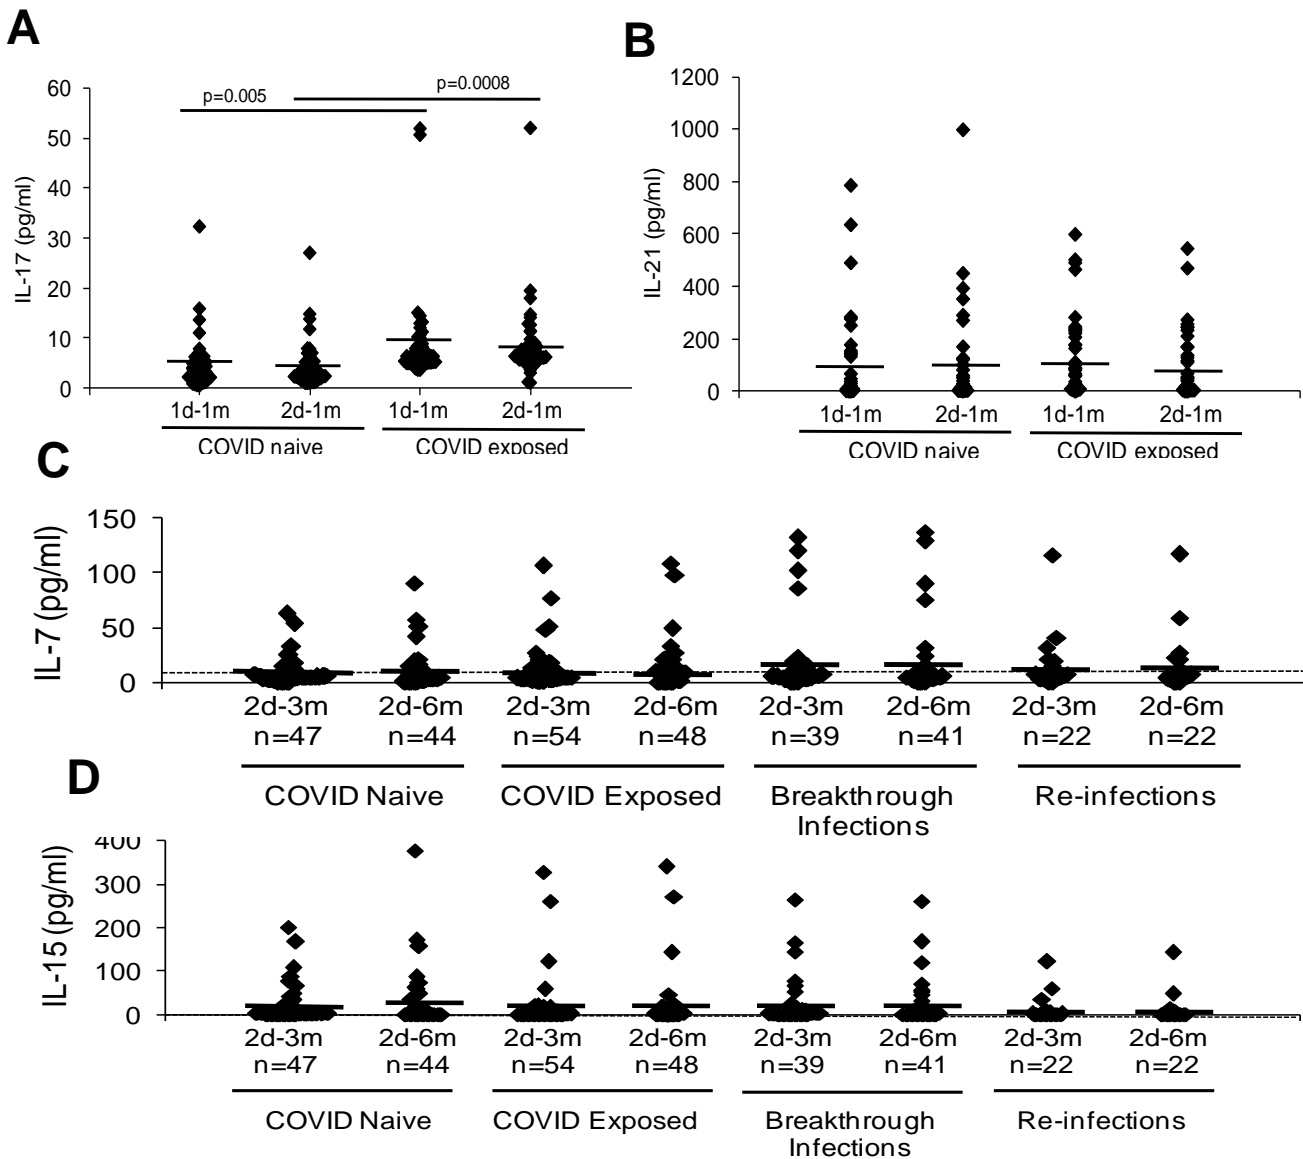 A
B
p=0.005
p=0.0008
IL-17 (pg/ml)
60
50
40
30
20
10
0
1d-1m 2d-1m 1d-1m 2d-1m
COVID naive COVID exposed
IL-21 (pg/ml)
1200
1000
800
600
400
200
0
1d-1m 2d-1m 1d-1m 2d-1m
COVID naive COVID exposed
C
IL-7 (pg/ml)
150
100
50
0
2d-3m 2d-6m 2d-3m 2d-6m 2d-3m 2d-6m 2d-3m 2d-6m
n=47 n=44 n=54 n=48 n=39 n=41 n=22 n=22
COVID Naive COVID Exposed Breakthrough Re-infections
Infections
D
IL-15 (pg/ml)
400
300
200
100
0
2d-3m 2d-6m 2d-3m 2d-6m 2d-3m 2d-6m 2d-3m 2d-6m
n=47 n=44 n=54 n=48 n=39 n=41 n=22 n=22
COVID Naive COVID Exposed Breakthrough Re-infections
Infections